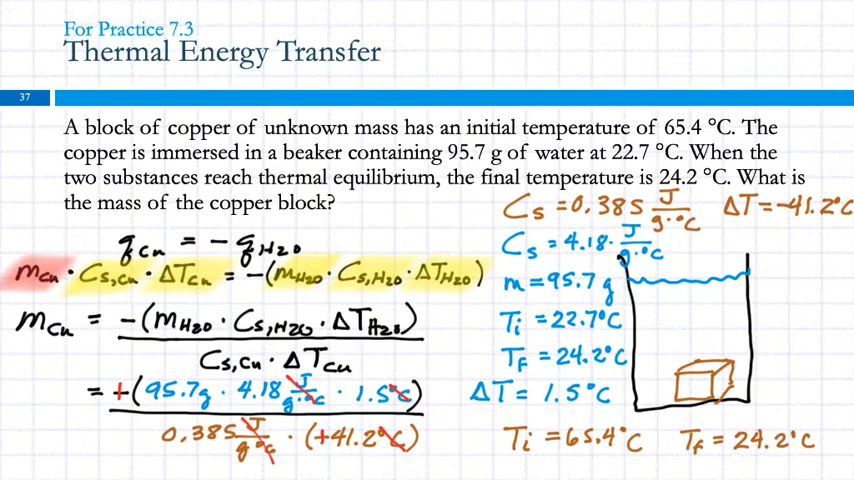 For Practice 7.3
Thermal Energy Transfer
37
A block of copper of unknown mass has an initial temperature of 65.4 °C. The
copper is immersed in a beaker containing 95.7 g of water at 22.7 °C. When the
two substances reach thermal equilibrium, the final temperature is 24.2 °C. What is
the mass of the copper block?
Cs = 0.385 J/g·°C ΔT = -41.2°C
qCu = - qH2O
Cs = 4.18 · J/g·°C
mCu · Cs,Cu · ΔTCu = -(mH2O · Cs,H2O · ΔTH2O)
m = 95.7 g
mCu = -(mH2O · Cs,H2O · ΔTH2O)
Cs,Cu · ΔTCu
Ti = 22.7°C
TF = 24.2°C
= +(95.7g · 4.18 J/g·°C · 1.5°C)
0.385 J/g·°C · (+41.2°C)
ΔT = 1.5°C
Ti = 65.4°C TF = 24.2°C